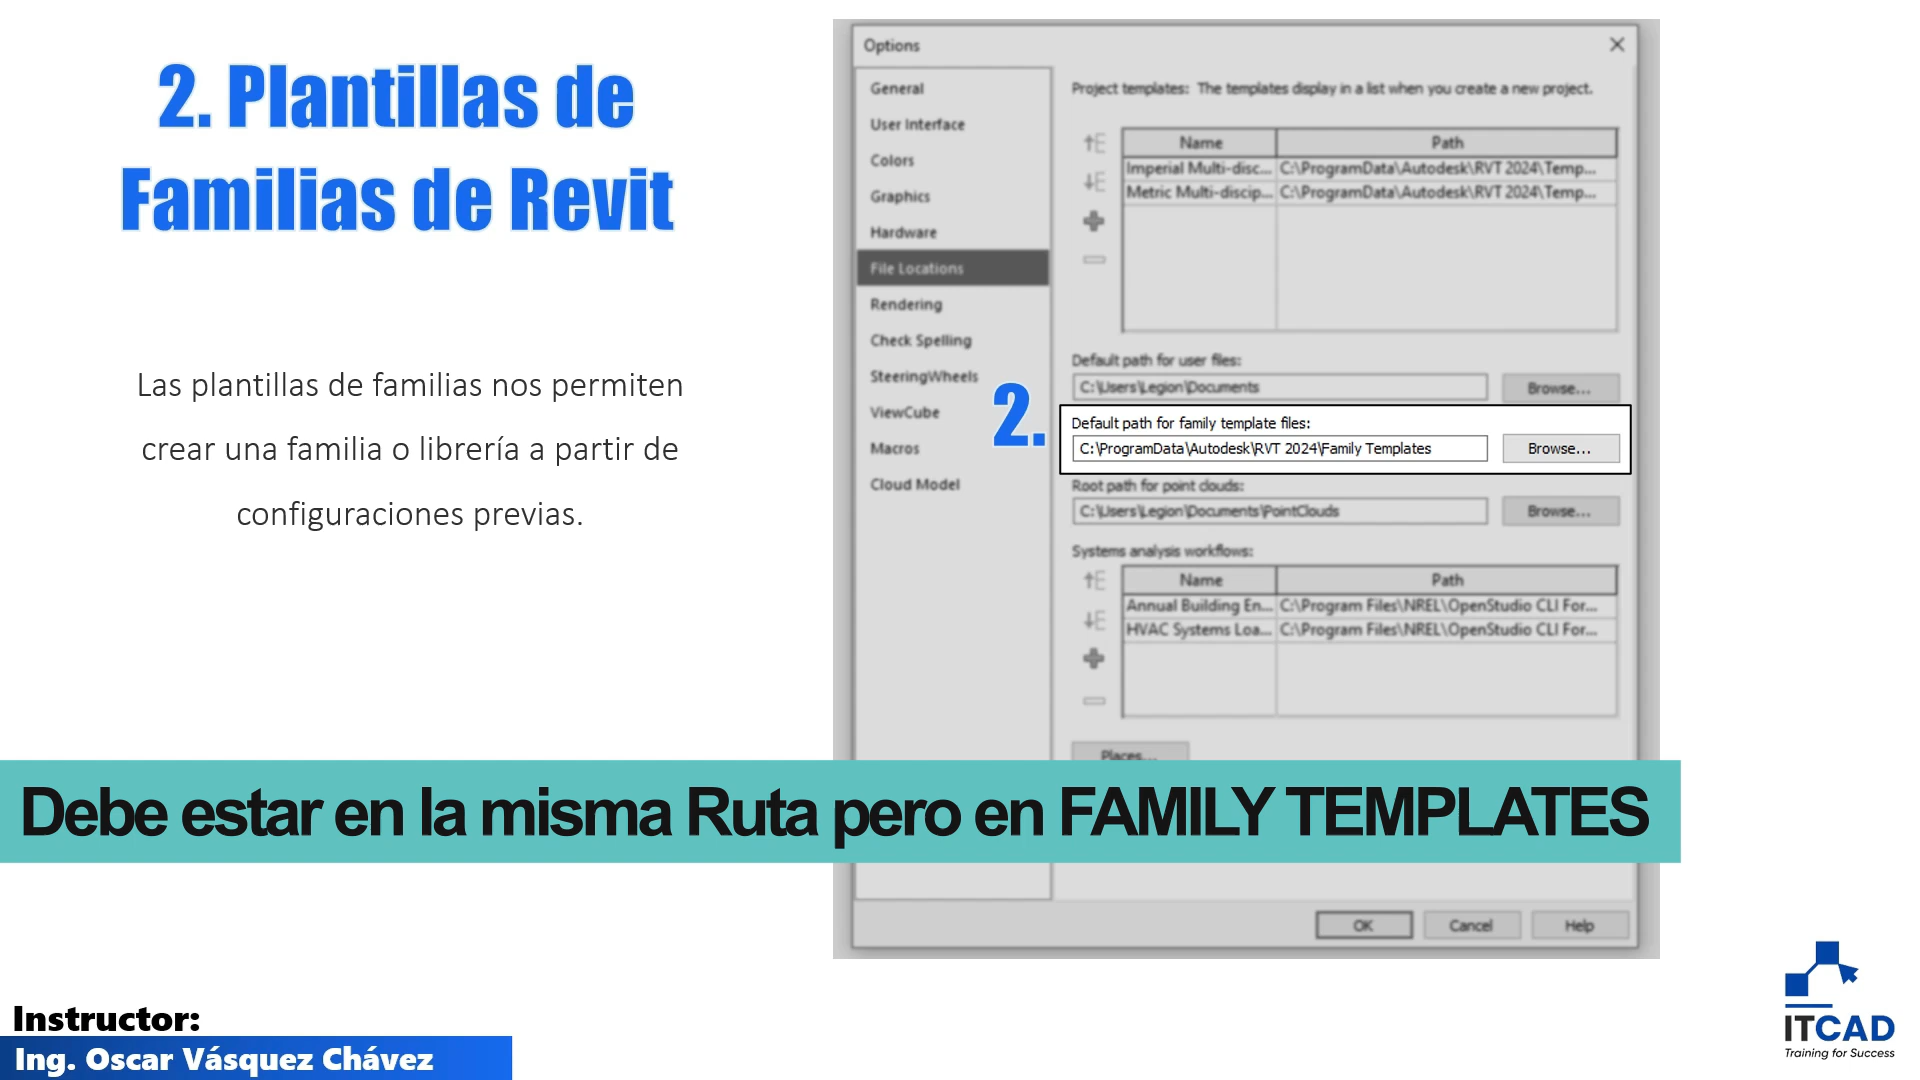 2. Plantillas de
Familias de Revit
Las plantillas de familias nos permiten
crear una familia o librería a partir de
configuraciones previas.
Options
General
User Interface
Colors
Graphics
Hardware
File Locations
Rendering
Check Spelling
SteeringWheels
ViewCube
Macros
Cloud Model
Project templates: The templates display in a list when you create a new project.
Name Path
Imperial Multi-disc... C:\ProgramData\Autodesk\RVT 2024\Temp...
Metric Multi-discip... C:\ProgramData\Autodesk\RVT 2024\Temp...
Default path for user files:
C:\Users\Legion\Documents Browse...
2.
Default path for family template files:
C:\ProgramData\Autodesk\RVT 2024\Family Templates Browse...
Root path for point clouds:
C:\Users\Legion\Documents\PointClouds Browse...
Systems analysis workflows:
Name Path
Annual Building En... C:\Program Files\NREL\OpenStudio CLI For...
HVAC Systems Loa... C:\Program Files\NREL\OpenStudio CLI For...
Places...
Debe estar en la misma Ruta pero en FAMILY TEMPLATES
OK Cancel Help
Instructor:
Ing. Oscar Vásquez Chávez
ITCAD
Training for Success